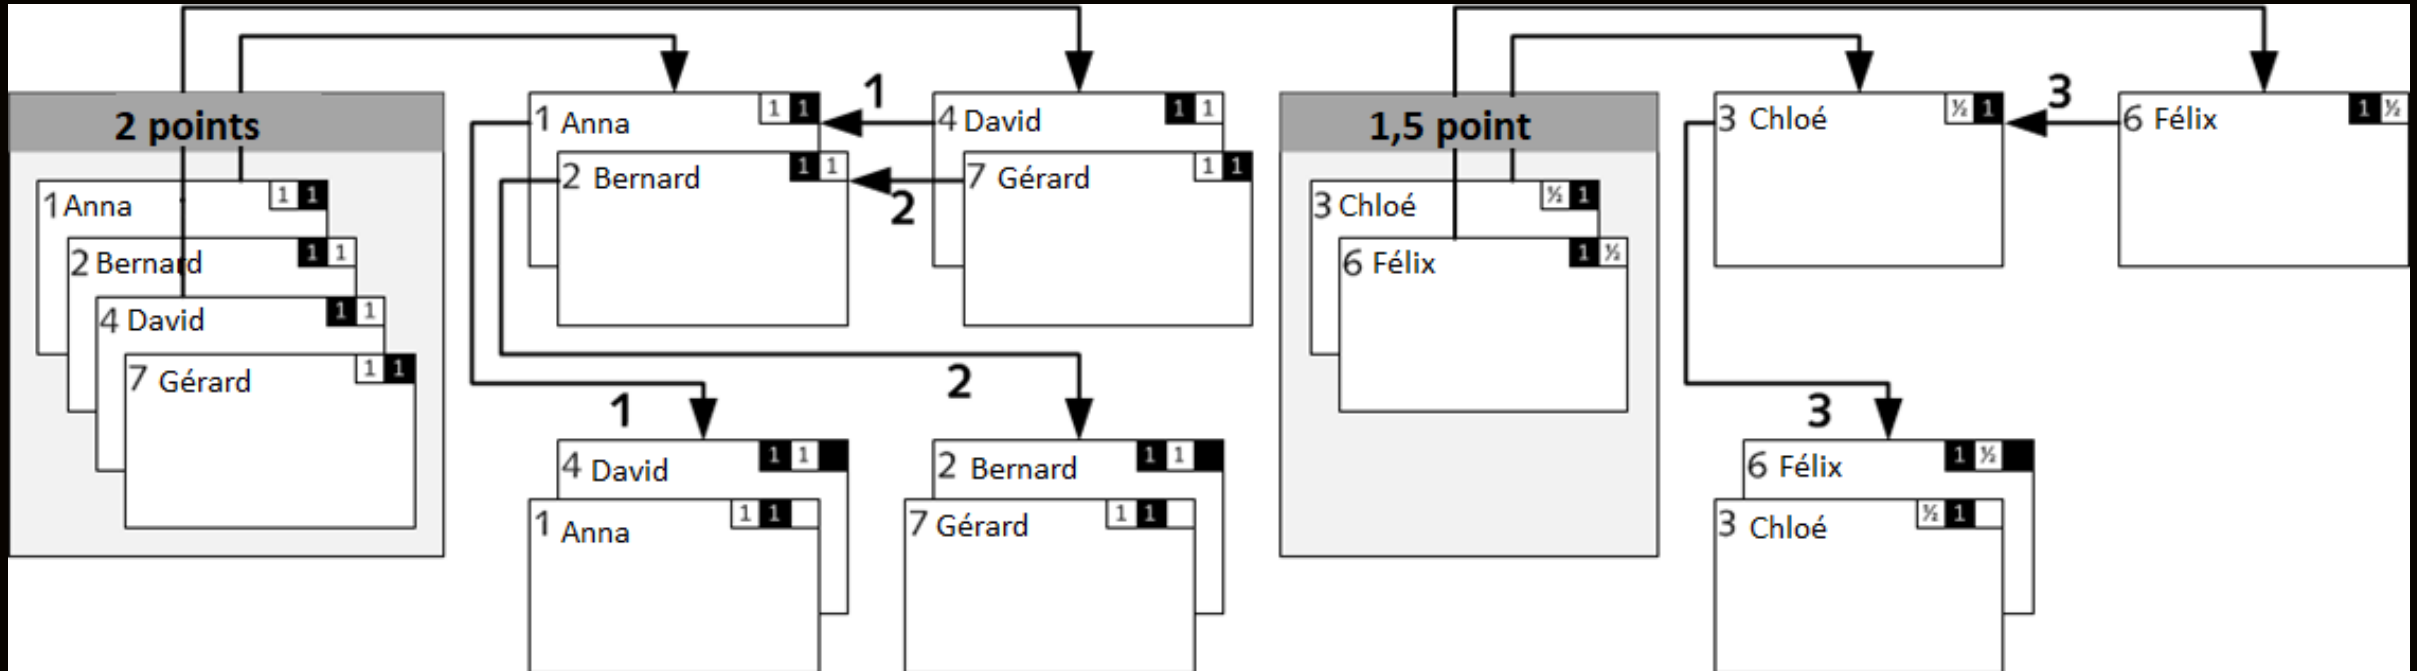 2 points
1 Anna 1 1
2 Bernard 1 1
4 David 1 1
7 Gérard 1 1
1 Anna 1 1
2 Bernard 1 1
1
2
4 David 1 1
7 Gérard 1 1
1
4 David 1 1
1 Anna 1 1
2
2 Bernard 1 1
7 Gérard 1 1
1,5 point
3 Chloé ½ 1
6 Félix 1 ½
3 Chloé ½ 1
3
6 Félix 1 ½
3
6 Félix 1 ½
3 Chloé ½ 1